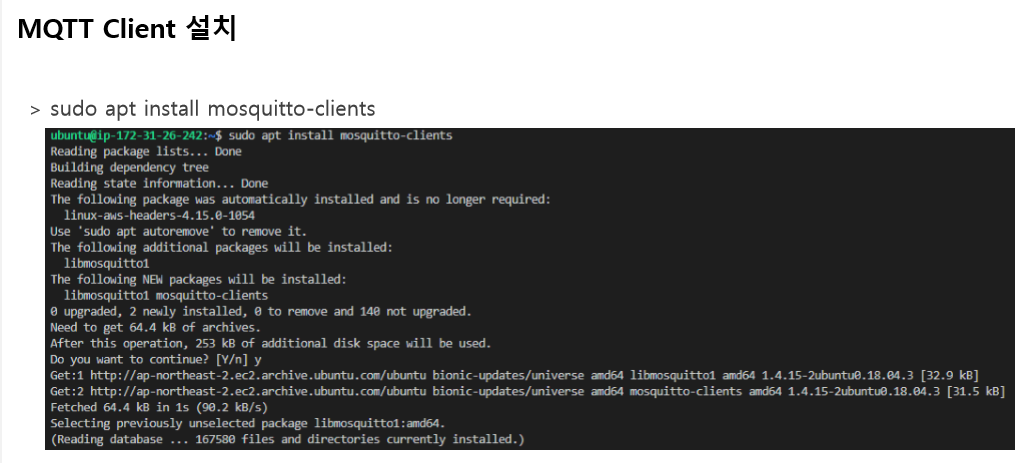 MQTT Client 설치
> sudo apt install mosquitto-clients
ubuntu@ip-172-31-26-242:~$ sudo apt install mosquitto-clients
Reading package lists... Done
Building dependency tree
Reading state information... Done
The following package was automatically installed and is no longer required:
  linux-aws-headers-4.15.0-1054
Use 'sudo apt autoremove' to remove it.
The following additional packages will be installed:
  libmosquitto1
The following NEW packages will be installed:
  libmosquitto1 mosquitto-clients
0 upgraded, 2 newly installed, 0 to remove and 140 not upgraded.
Need to get 64.4 kB of archives.
After this operation, 253 kB of additional disk space will be used.
Do you want to continue? [Y/n] y
Get:1 http://ap-northeast-2.ec2.archive.ubuntu.com/ubuntu bionic-updates/universe amd64 libmosquitto1 amd64 1.4.15-2ubuntu0.18.04.3 [32.9 kB]
Get:2 http://ap-northeast-2.ec2.archive.ubuntu.com/ubuntu bionic-updates/universe amd64 mosquitto-clients amd64 1.4.15-2ubuntu0.18.04.3 [31.5 kB]
Fetched 64.4 kB in 1s (90.2 kB/s)
Selecting previously unselected package libmosquitto1:amd64.
(Reading database ... 167580 files and directories currently installed.)